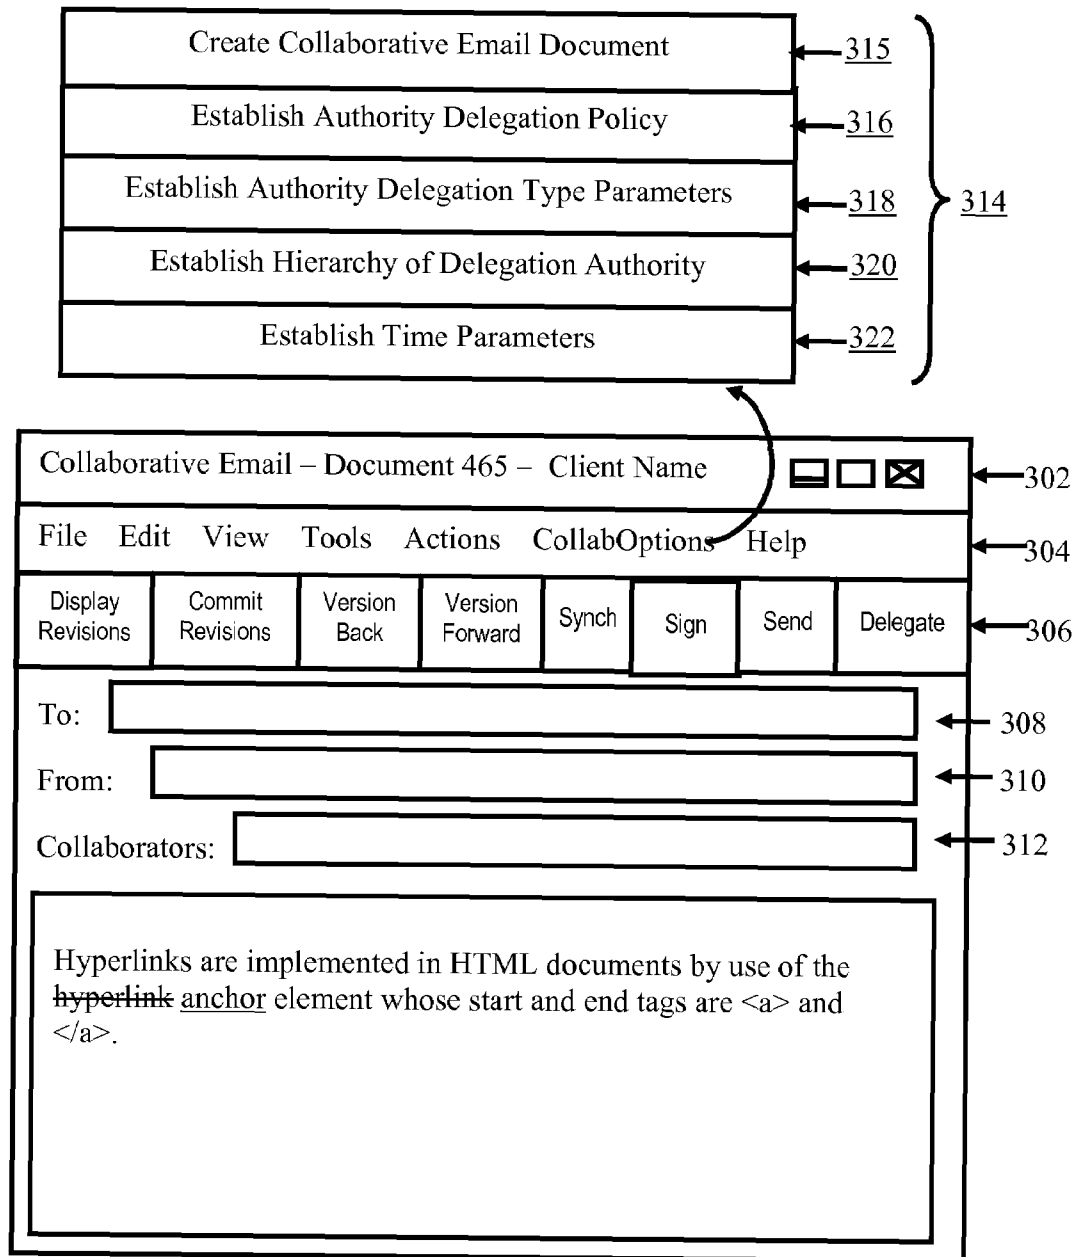 Create Collaborative Email Document 315
Establish Authority Delegation Policy 316
Establish Authority Delegation Type Parameters 318
314
Establish Hierarchy of Delegation Authority 320
Establish Time Parameters 322
Collaborative Email – Document 465 – Client Name 302
File Edit View Tools Actions CollabOptions Help 304
Display Revisions Commit Revisions Version Back Version Forward Synch Sign Send Delegate 306
To: 308
From: 310
Collaborators: 312
Hyperlinks are implemented in HTML documents by use of the
hyperlink anchor element whose start and end tags are <a> and
</a>.